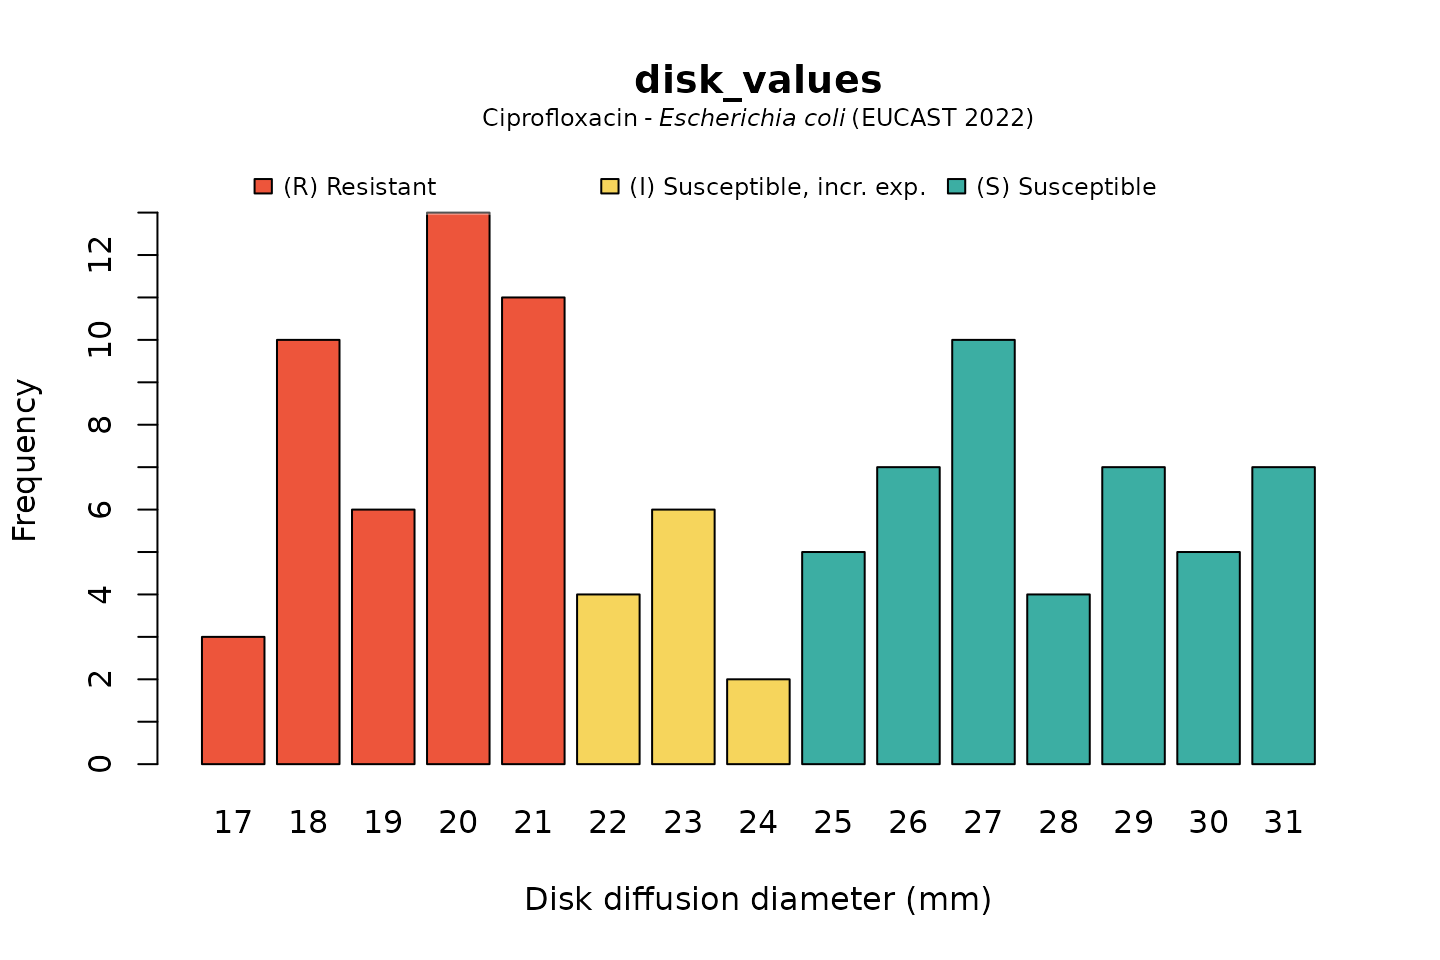 disk_values
Ciprofloxacin - Escherichia coli (EUCAST 2022)
(R) Resistant (I) Susceptible, incr. exp. (S) Susceptible
Frequency
12
10
8
6
4
2
0
17 18 19 20 21 22 23 24 25 26 27 28 29 30 31
Disk diffusion diameter (mm)